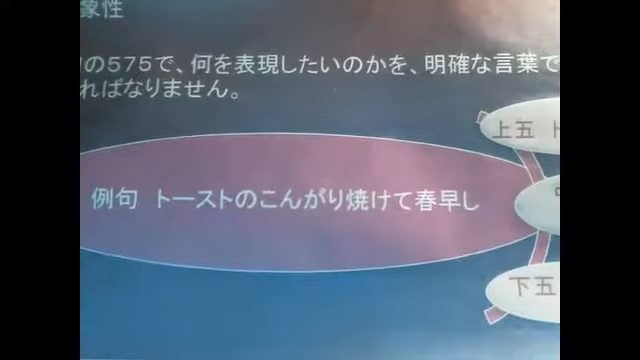 象性
の575で、何を表現したいのかを、明確な言葉で
ればなりません。
上五 ト
例句 トーストのこんがり焼けて春早し
下五